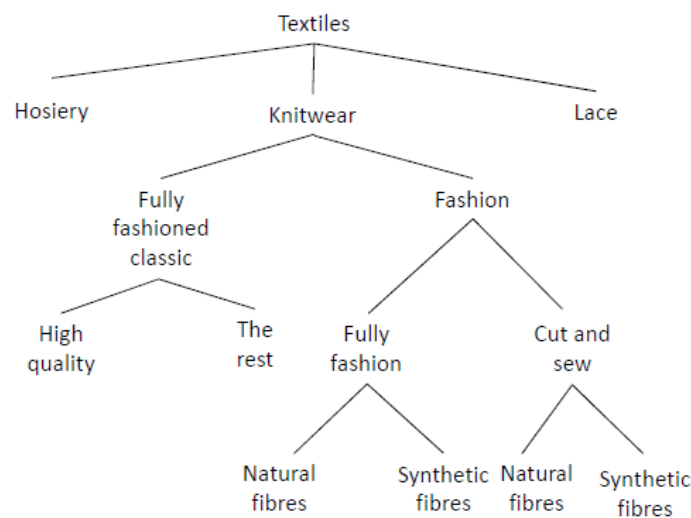 Textiles
Hosiery
Knitwear
Lace
Fully
fashioned
classic
Fashion
High
quality
The
rest
Fully
fashion
Cut and
sew
Natural
fibres
Synthetic
fibres
Natural
fibres
Synthetic
fibres